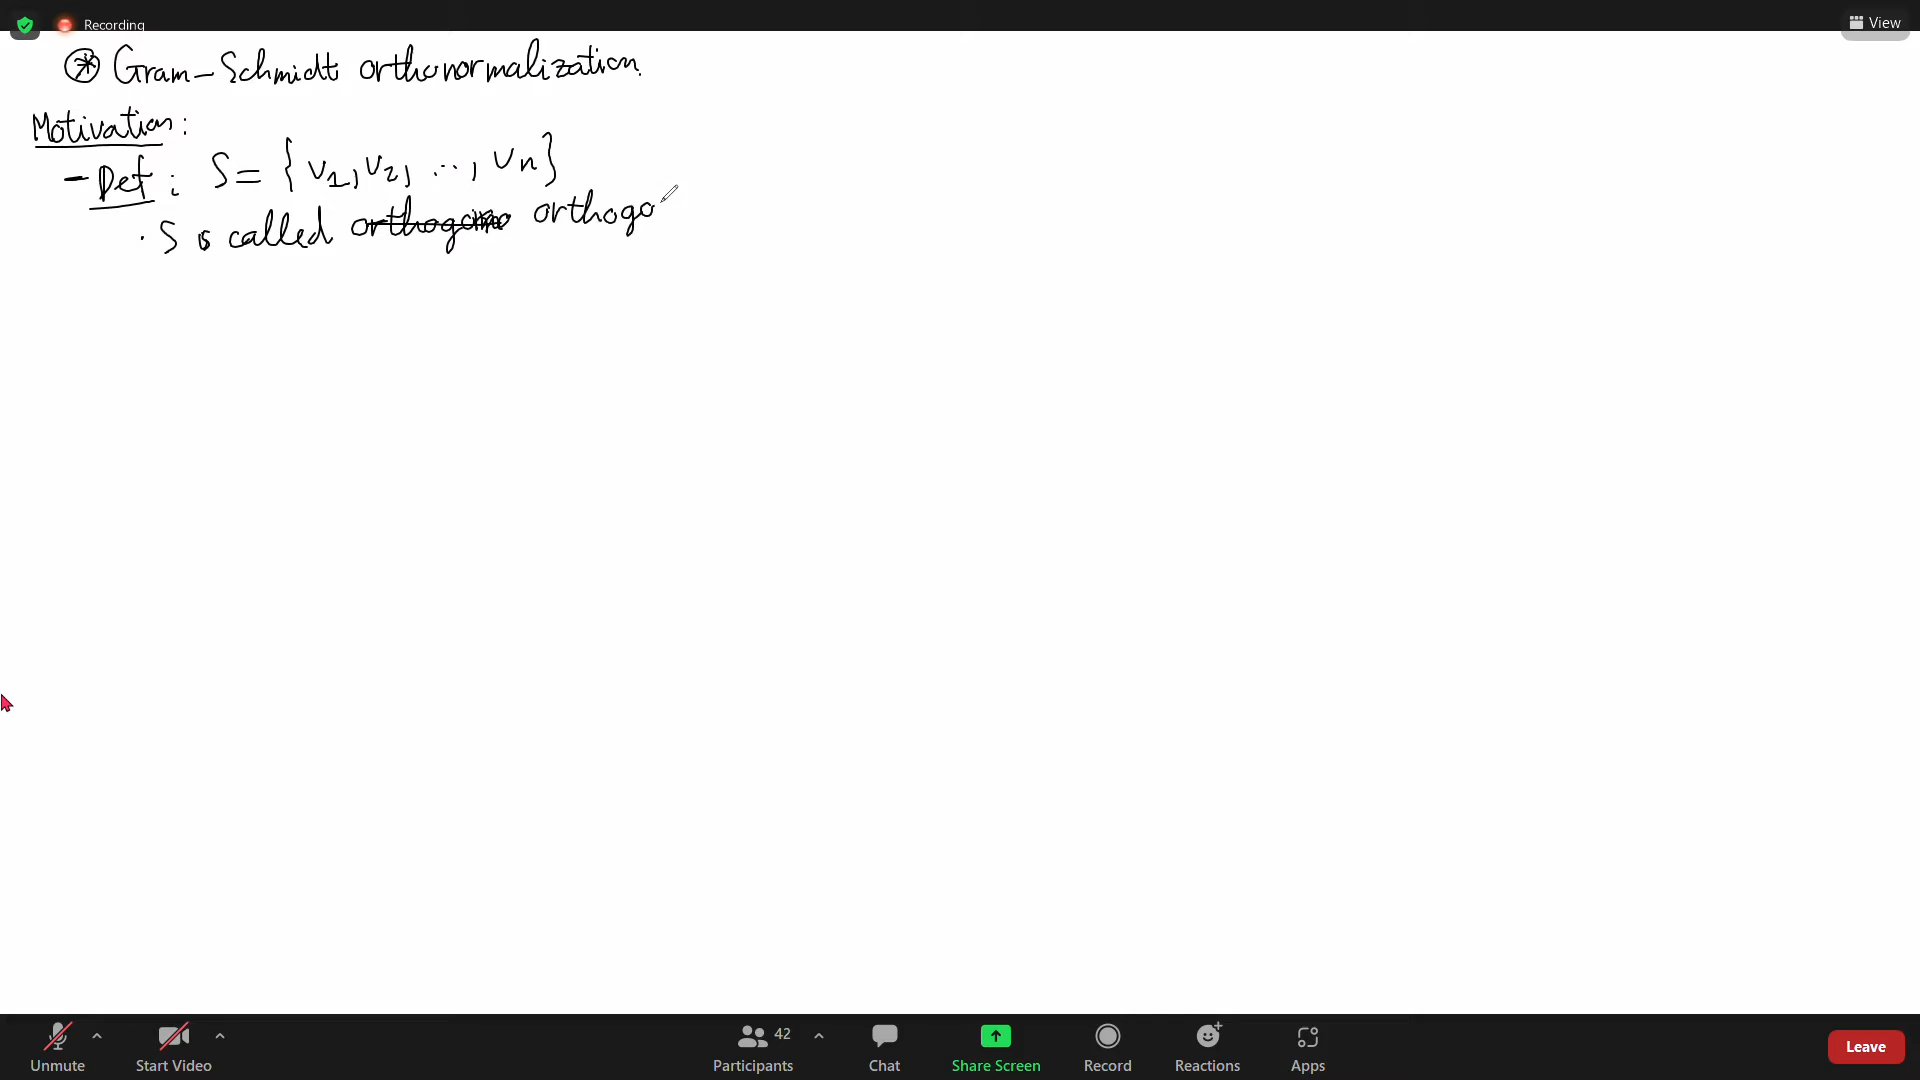 Recording
View
⊛ Gram-Schmidt orthonormalization.
Motivation:
- Def: S = {v1, v2, ..., vn}
· S is called orthogo
Unmute
Start Video
Participants 42
Chat
Share Screen
Record
Reactions
Apps
Leave